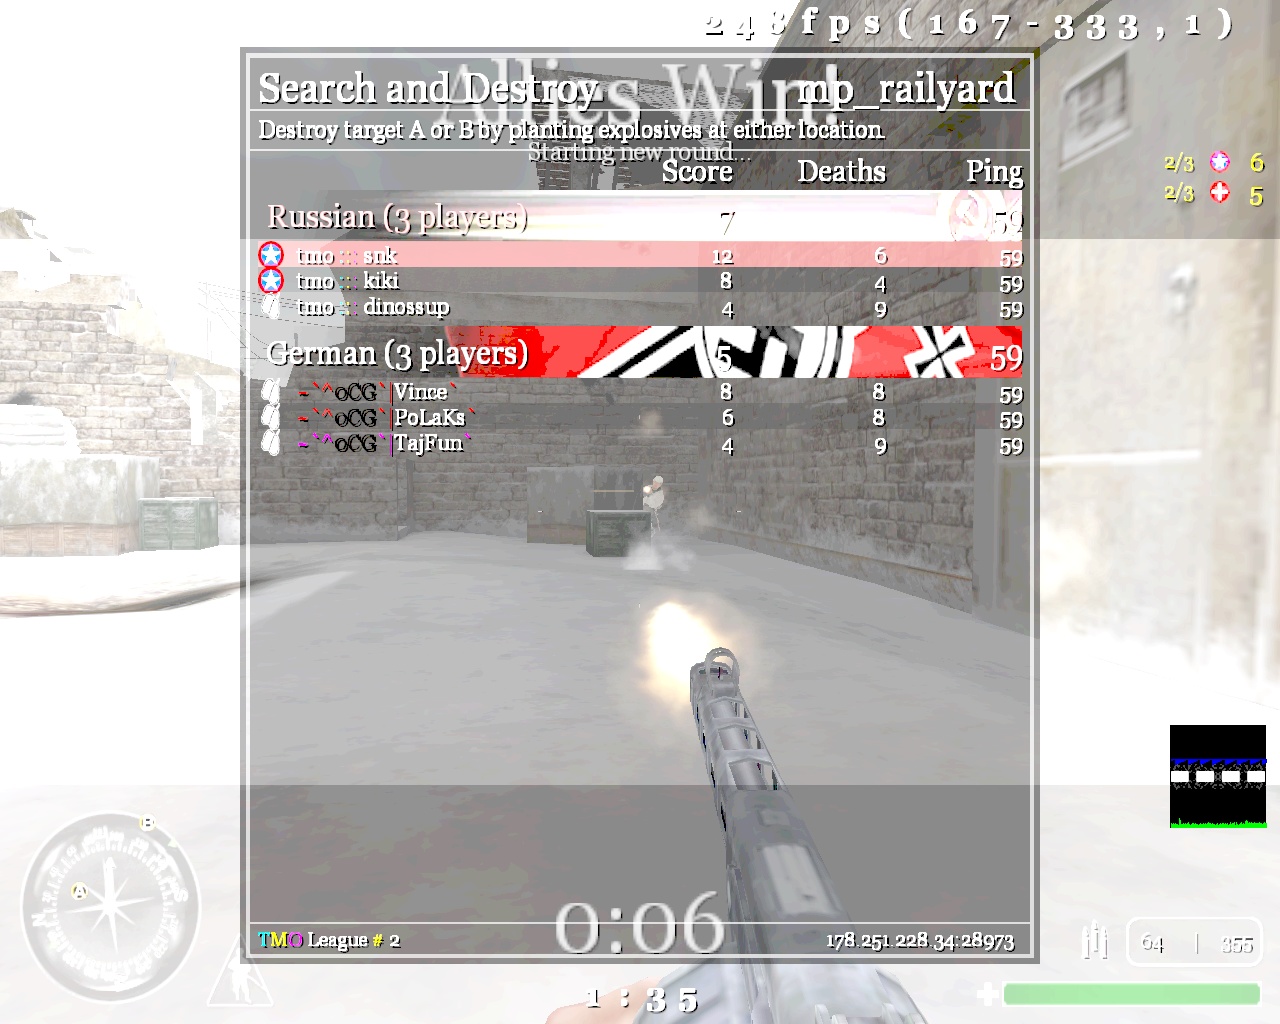 248fps(167-333,1)
Allies Win!
Search and Destroy mp_railyard
Destroy target A or B by planting explosives at either location.
Starting new round...
Score Deaths Ping
2/3 6
2/3 5
Russian (3 players) 7 59
tmo ::: snk 12 6 59
tmo ::: kiki 8 4 59
tmo ::: dinossup 4 9 59
German (3 players) 5 59
-`^oCG`|Vince` 8 8 59
-`^oCG`|PoLaKs` 6 8 59
-`^oCG`|TajFun` 4 9 59
B
A
N
S
0:06
TMO League # 2 178.251.228.34:28973
64 | 355
1:35